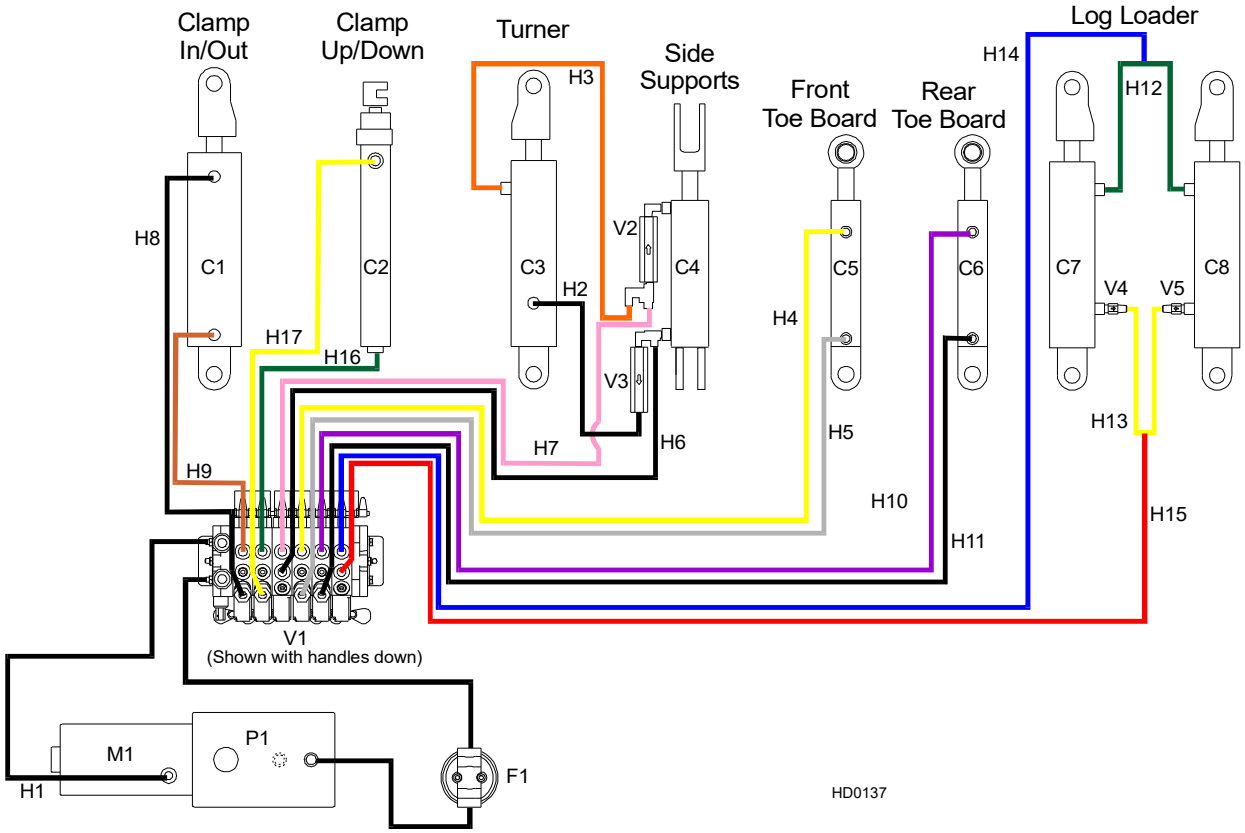 Clamp
In/Out
Clamp
Up/Down
Turner
Side
Supports
Front
Toe Board
Rear
Toe Board
Log Loader
H14
H3
H12
H8
V2
C1
C2
C3
C4
C5
C6
C7
C8
H2
V4
V5
H17
H4
H16
V3
H13
H5
H7
H6
H9
H10
H15
H11
V1
(Shown with handles down)
M1
P1
F1
H1
HD0137